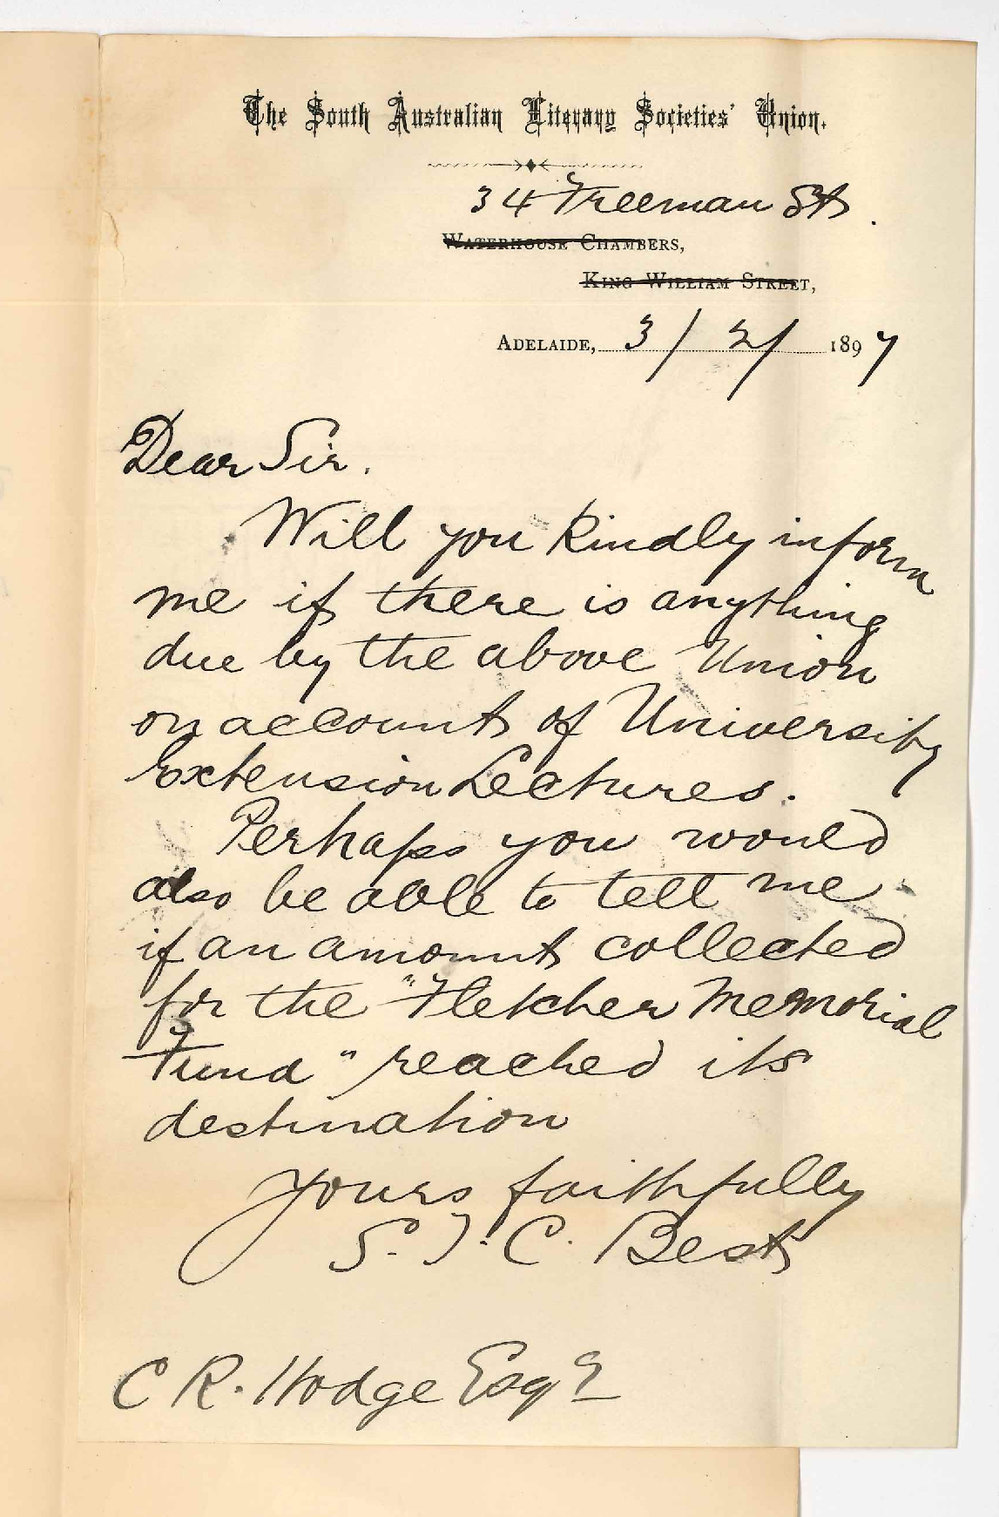 The South Australian Literary Societies' Union.
34 Freeman St.
Waterhouse Chambers,
King William Street,
Adelaide, 3/2/1897
Dear Sir.
Will you kindly inform
me if there is anything
due by the above Union
on account of University
Extension Lectures.
Perhaps you would
also be able to tell me
if an amount collected
for the "Fletcher Memorial
Fund" reached its
destination
Yours faithfully
S. J. C. Best
C R. Hodge Esqre